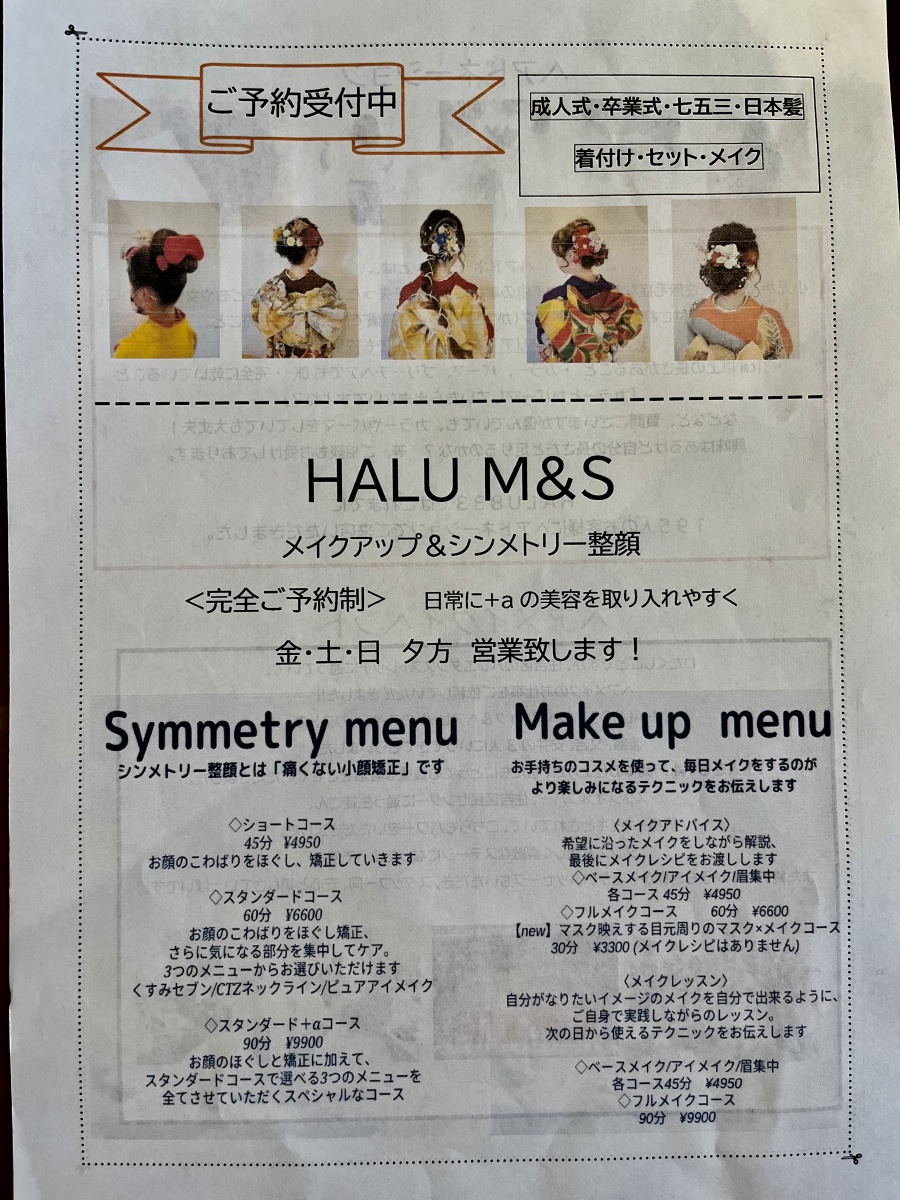 ご予約受付中
成人式・卒業式・七五三・日本髪
着付け・セット・メイク
HALU M&S
メイクアップ＆シンメトリー整顔
＜完全ご予約制＞ 日常に+aの美容を取り入れやすく
金・土・日 夕方 営業致します！
Symmetry menu
シンメトリー整顔とは「痛くない小顔矯正」です
◇ショートコース
45分 ¥4950
お顔のこわばりをほぐし、矯正していきます
◇スタンダードコース
60分 ¥6600
お顔のこわばりをほぐし矯正、
さらに気になる部分を集中してケア。
3つのメニューからお選びいただけます
くすみセブン/CTZネックライン/ピュアアイメイク
◇スタンダード＋αコース
90分 ¥9900
お顔のほぐしと矯正に加えて、
スタンダードコースで選べる3つのメニューを
全てさせていただくスペシャルなコース
Make up menu
お手持ちのコスメを使って、毎日メイクをするのが
より楽しみになるテクニックをお伝えします
〈メイクアドバイス〉
希望に沿ったメイクをしながら解説、
最後にメイクレシピをお渡しします
◇ベースメイク/アイメイク/眉集中
各コース 45分 ¥4950
◇フルメイクコース 60分 ¥6600
【new】マスク映えする目元周りのマスク×メイクコース
30分 ¥3300 (メイクレシピはありません)
〈メイクレッスン〉
自分がなりたいイメージのメイクを自分で出来るように、
ご自身で実践しながらのレッスン。
次の日から使えるテクニックをお伝えします
◇ベースメイク/アイメイク/眉集中
各コース45分 ¥4950
◇フルメイクコース
90分 ¥9900